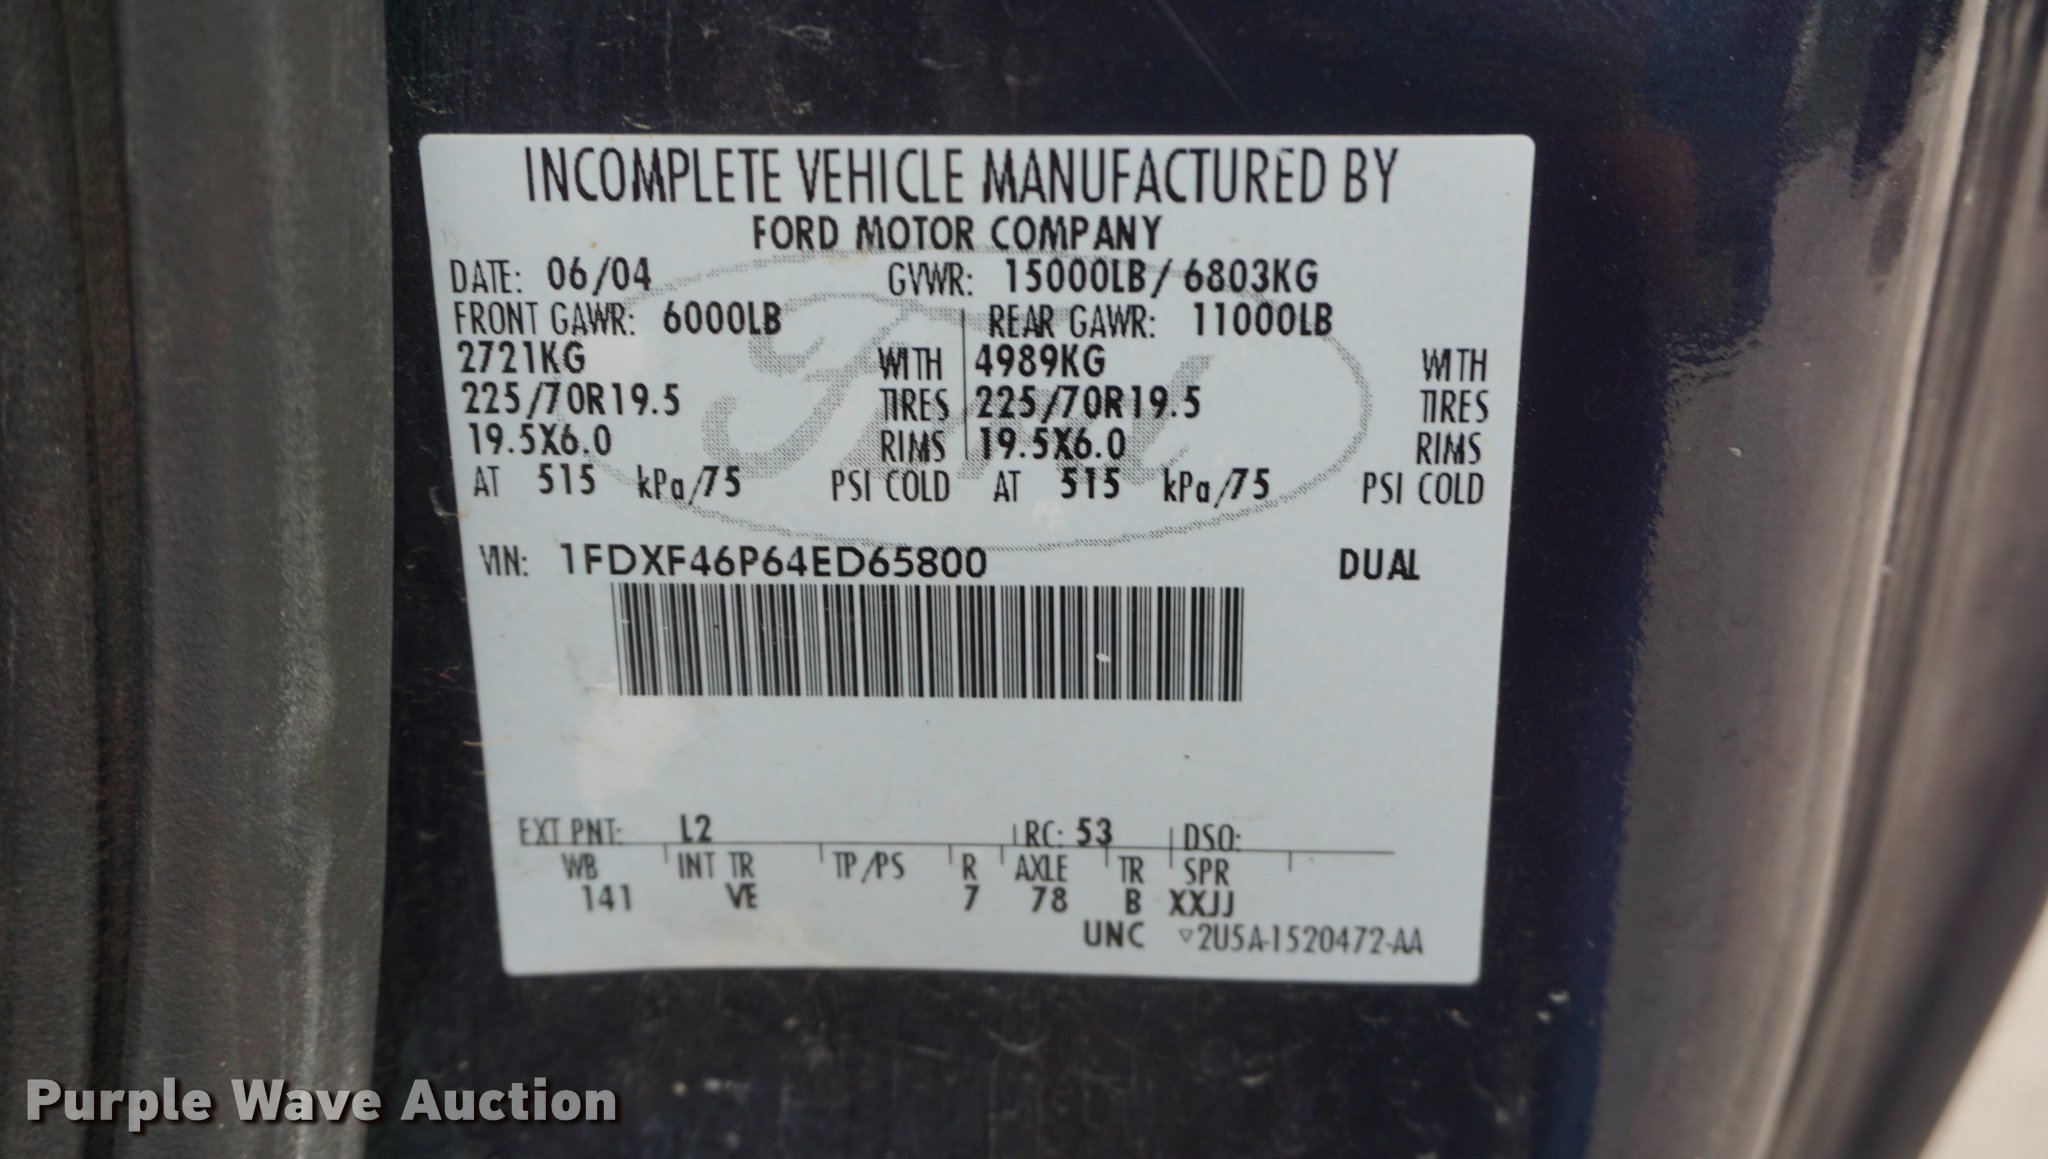 INCOMPLETE VEHICLE MANUFACTURED BY
FORD MOTOR COMPANY
DATE: 06/04 GVWR: 15000LB / 6803KG
FRONT GAWR: 6000LB REAR GAWR: 11000LB
2721KG WITH 4989KG WITH
225/70R19.5 TIRES 225/70R19.5 TIRES
19.5X6.0 RIMS 19.5X6.0 RIMS
AT 515 kPa/75 PSI COLD AT 515 kPa/75 PSI COLD
Ford
VIN: 1FDXF46P64ED65800 DUAL
EXT PNT: L2 RC: 53 DSO:
WB INT TR TP/PS R AXLE TR SPR
141 VE 7 78 B XXJJ
UNC ▽2U5A-1520472-AA
Purple Wave Auction